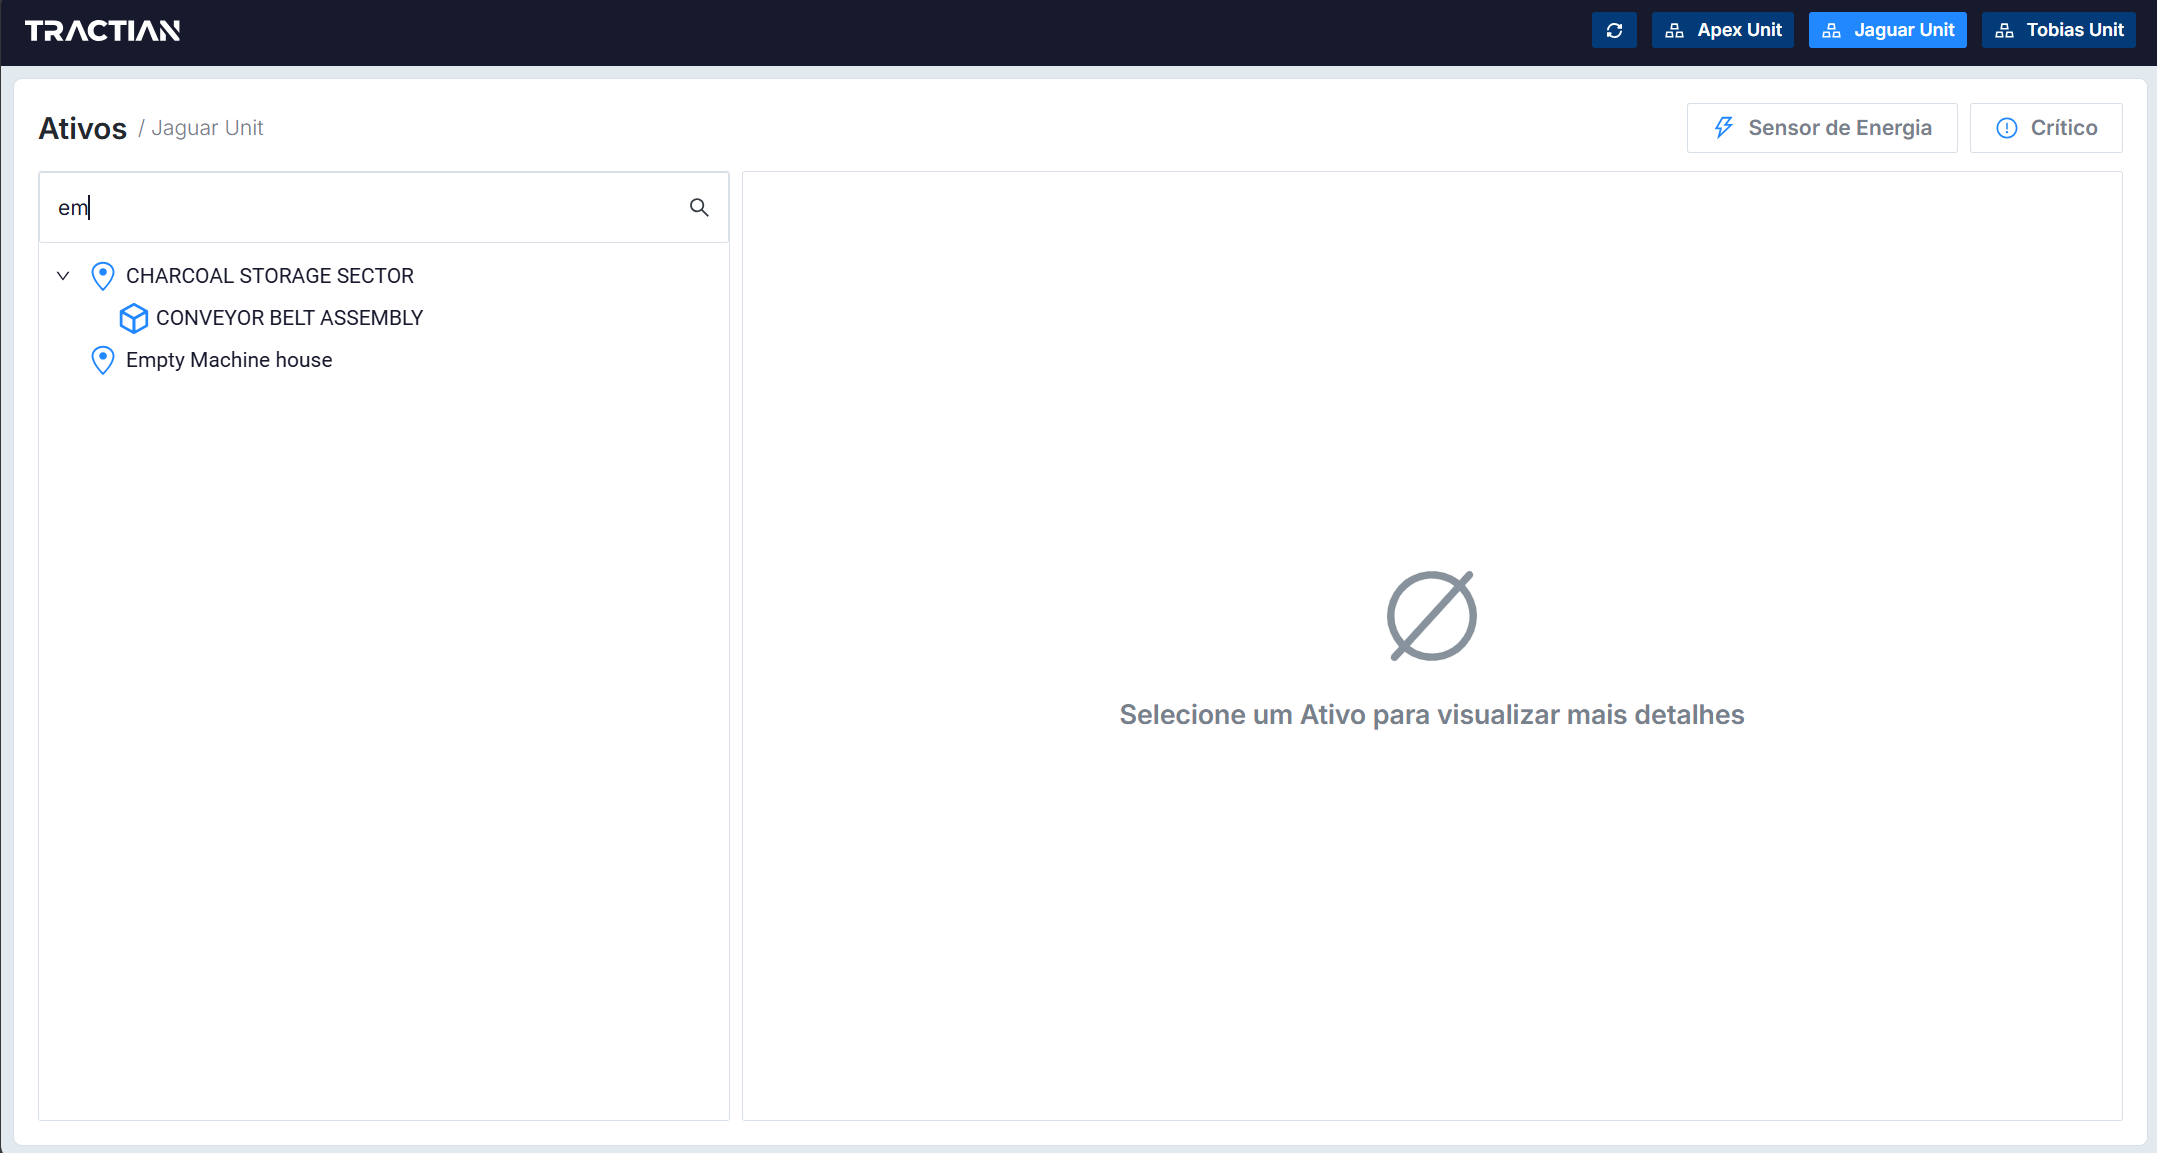 TRACTIAN
Apex Unit
Jaguar Unit
Tobias Unit
Ativos / Jaguar Unit
Sensor de Energia
Crítico
em
CHARCOAL STORAGE SECTOR
CONVEYOR BELT ASSEMBLY
Empty Machine house
Selecione um Ativo para visualizar mais detalhes